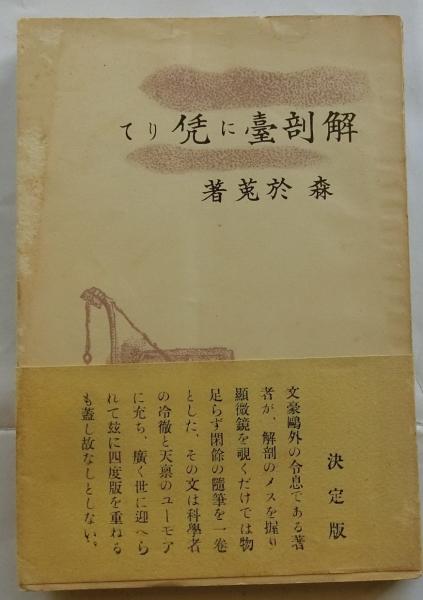 解剖臺に凭りて
森於菟著
決定版
文豪鷗外の令息である著
者が、解剖のメスを握り
顯微鏡を覗くだけでは物
足らず閑餘の隨筆を一卷
とした、その文は科學者
の冷徹と天禀のユーモア
に充ち、廣く世に迎へら
れて玆に四度版を重ねる
も蓋し故なしとしない。